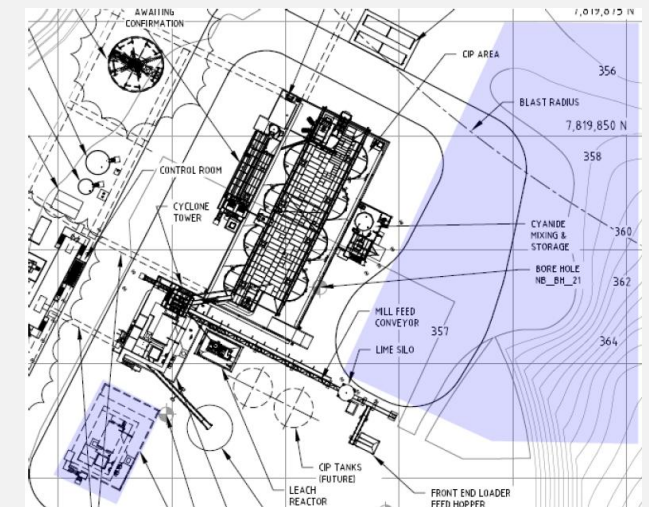 AWAITING
CONFIRMATION
7,819,875 N
CIP AREA
356
BLAST RADIUS
7,819,850 N
358
CONTROL ROOM
CYCLONE
TOWER
CYANIDE
MIXING &
STORAGE
360
BORE HOLE
NB_BH_21
362
MILL FEED
CONVEYOR
357
364
LIME SILO
CIP TANKS
(FUTURE)
LEACH
REACTOR
FRONT END LOADER
FEED HOPPER